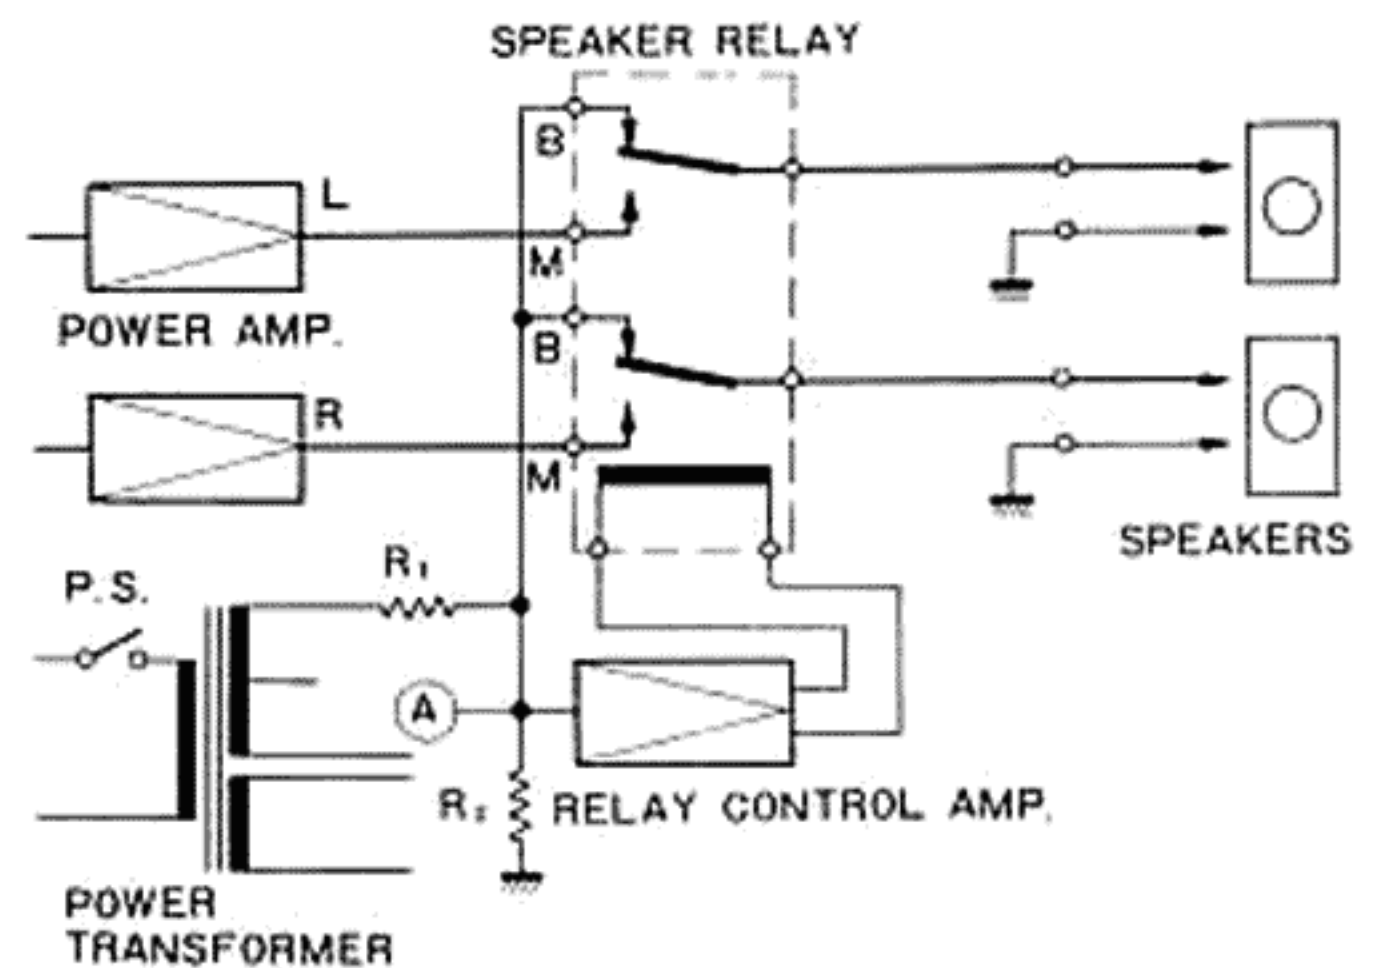 SPEAKER RELAY
B
L
M
POWER AMP.
B
R
M
SPEAKERS
R₁
P.S.
A
R₂
RELAY CONTROL AMP.
POWER
TRANSFORMER